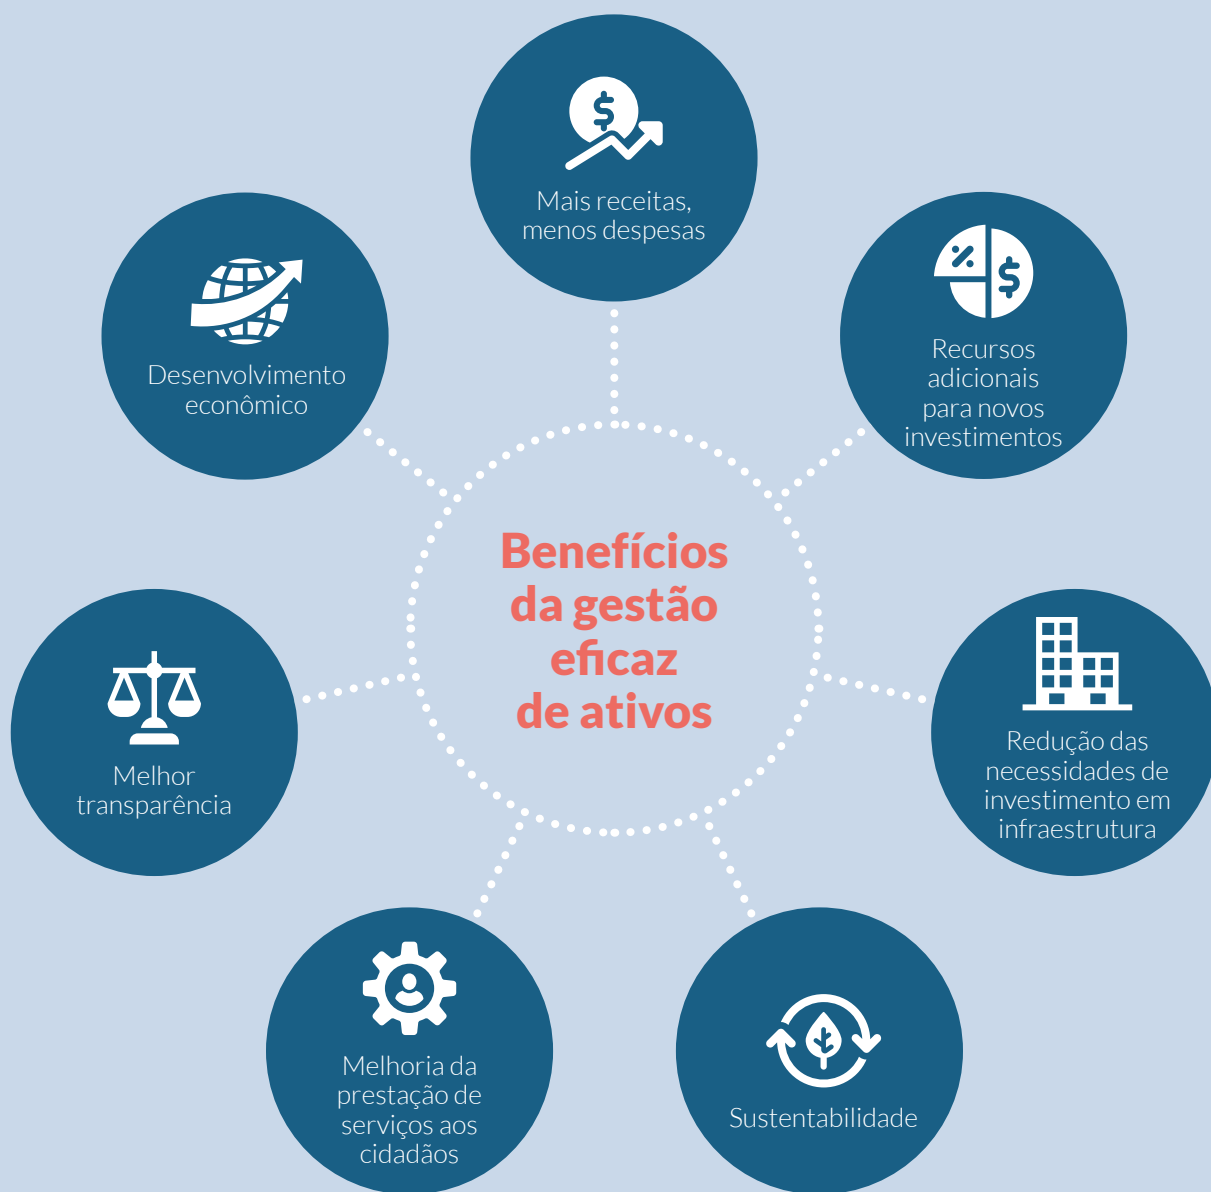 Mais receitas,
menos despesas
Recursos
adicionais
para novos
investimentos
Desenvolvimento
econômico
Benefícios
da gestão
eficaz
de ativos
Redução das
necessidades de
investimento em
infraestrutura
Melhor
transparência
Melhoria da
prestação de
serviços aos
cidadãos
Sustentabilidade